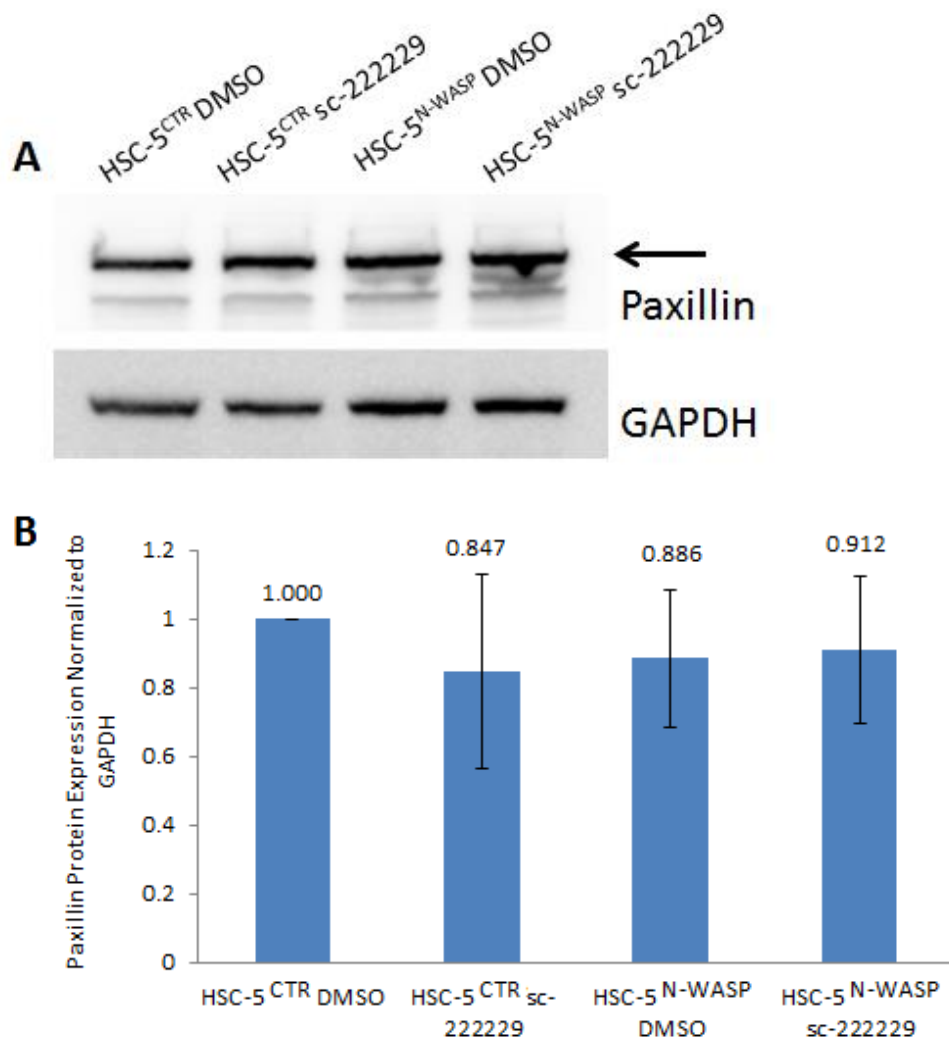 A
HSC-5CTR DMSO
HSC-5CTR sc-222229
HSC-5N-WASP DMSO
HSC-5N-WASP sc-222229
Paxillin
GAPDH
B
Paxillin Protein Expression Normalized to
GAPDH
1.2
1
0.8
0.6
0.4
0.2
0
1.000
0.847
0.886
0.912
HSC-5 CTR DMSO
HSC-5 CTR sc-
222229
HSC-5 N-WASP
DMSO
HSC-5 N-WASP
sc-222229